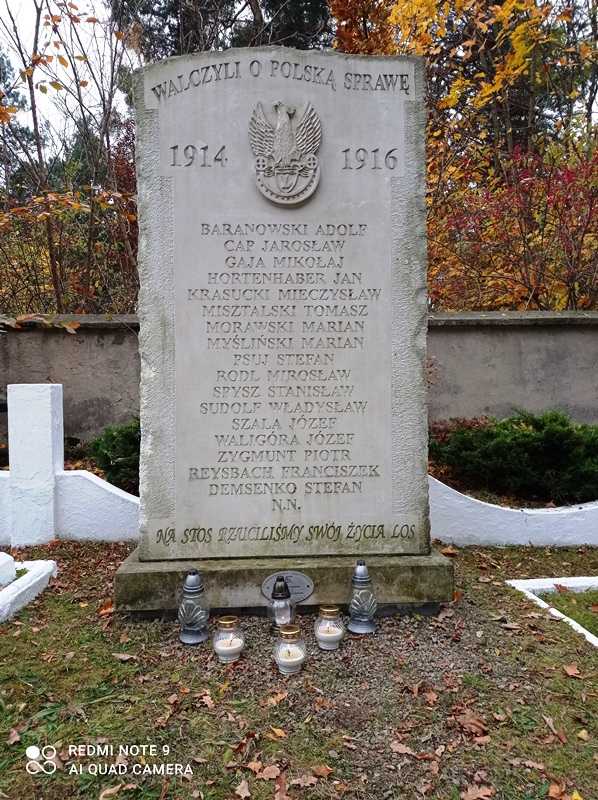 WALCZYLI O POLSKĄ SPRAWĘ
1914 1916
BARANOWSKI ADOLF
CAP JAROSŁAW
GAJA MIKOŁAJ
HORTENHABER JAN
KRASUCKI MIECZYSŁAW
MISZTALSKI TOMASZ
MORAWSKI MARIAN
MYŚLIŃSKI MARIAN
PSUJ STEFAN
RODL MIROSŁAW
SPYSZ STANISŁAW
SUDOLF WŁADYSŁAW
SZALA JÓZEF
WALIGÓRA JÓZEF
ZYGMUNT PIOTR
REYSBACH FRANCISZEK
DEMSENKO STEFAN
N.N.
NA STOS RZUCILIŚMY SWÓJ ŻYCIA LOS
REDMI NOTE 9
AI QUAD CAMERA